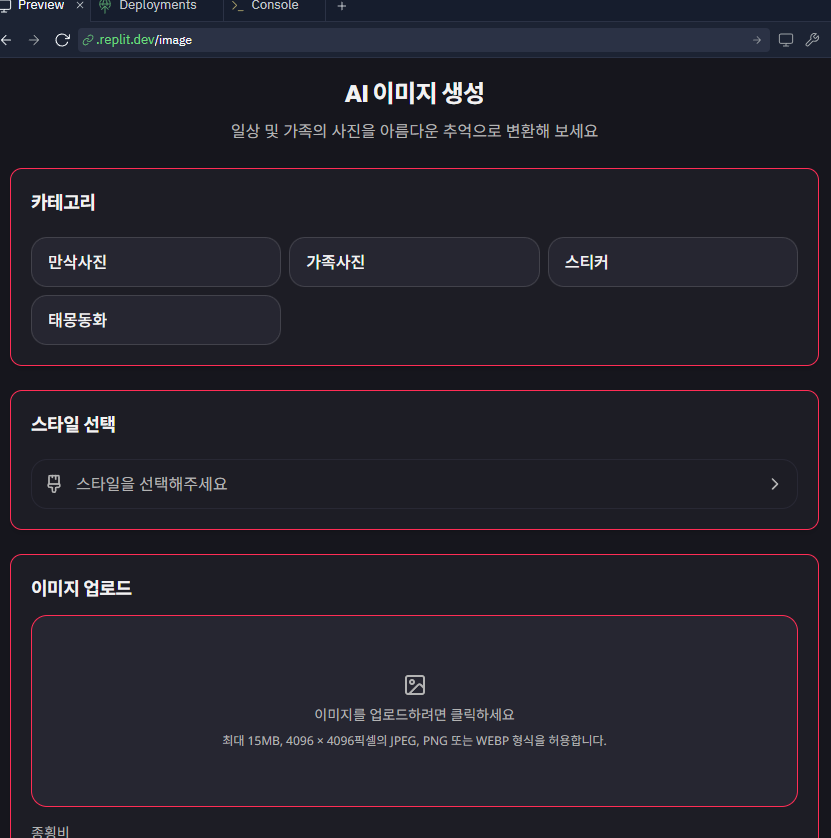 Preview
Deployments
Console
.replit.dev/image
AI 이미지 생성
일상 및 가족의 사진을 아름다운 추억으로 변환해 보세요
카테고리
만삭사진
가족사진
스티커
태몽동화
스타일 선택
스타일을 선택해주세요
이미지 업로드
이미지를 업로드하려면 클릭하세요
최대 15MB, 4096 × 4096픽셀의 JPEG, PNG 또는 WEBP 형식을 허용합니다.
종횡비